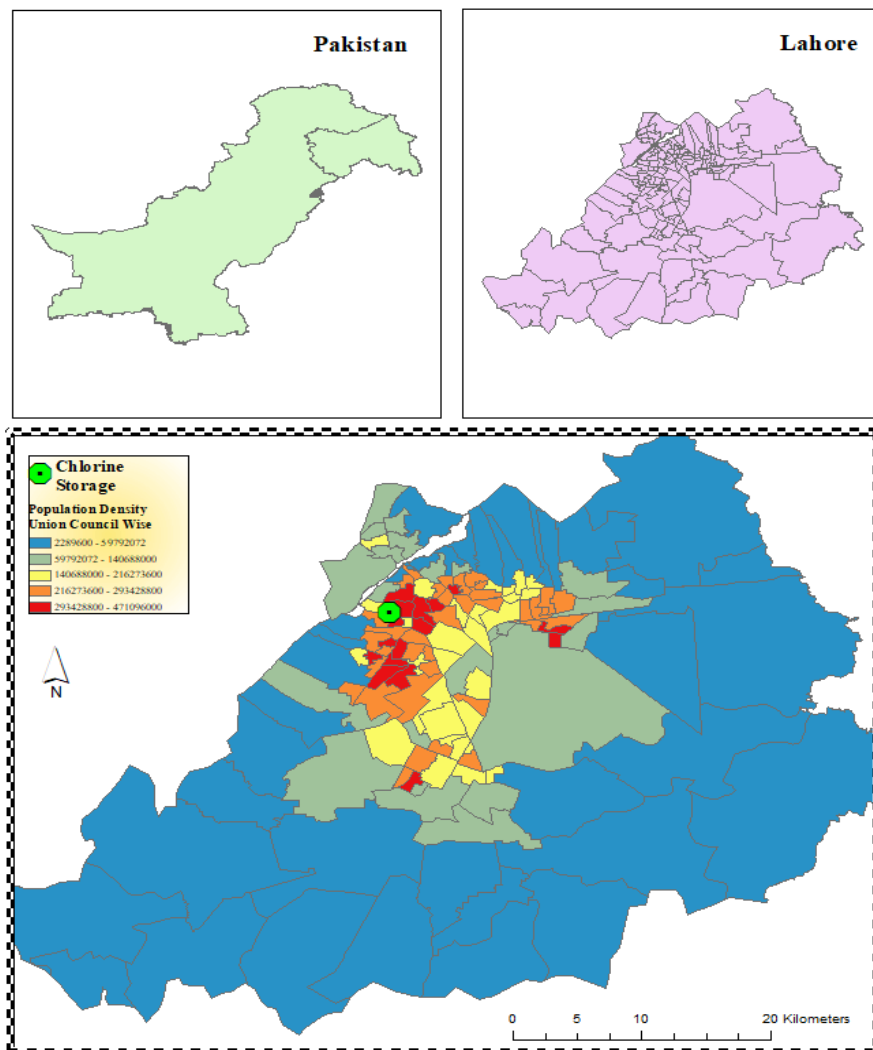 Pakistan
Lahore
Chlorine
Storage
Population Density
Union Council Wise
2289600 - 59792072
59792072 - 140688000
140688000 - 216273600
216273600 - 293428800
293428800 - 471096000
N
0 5 10 20 Kilometers